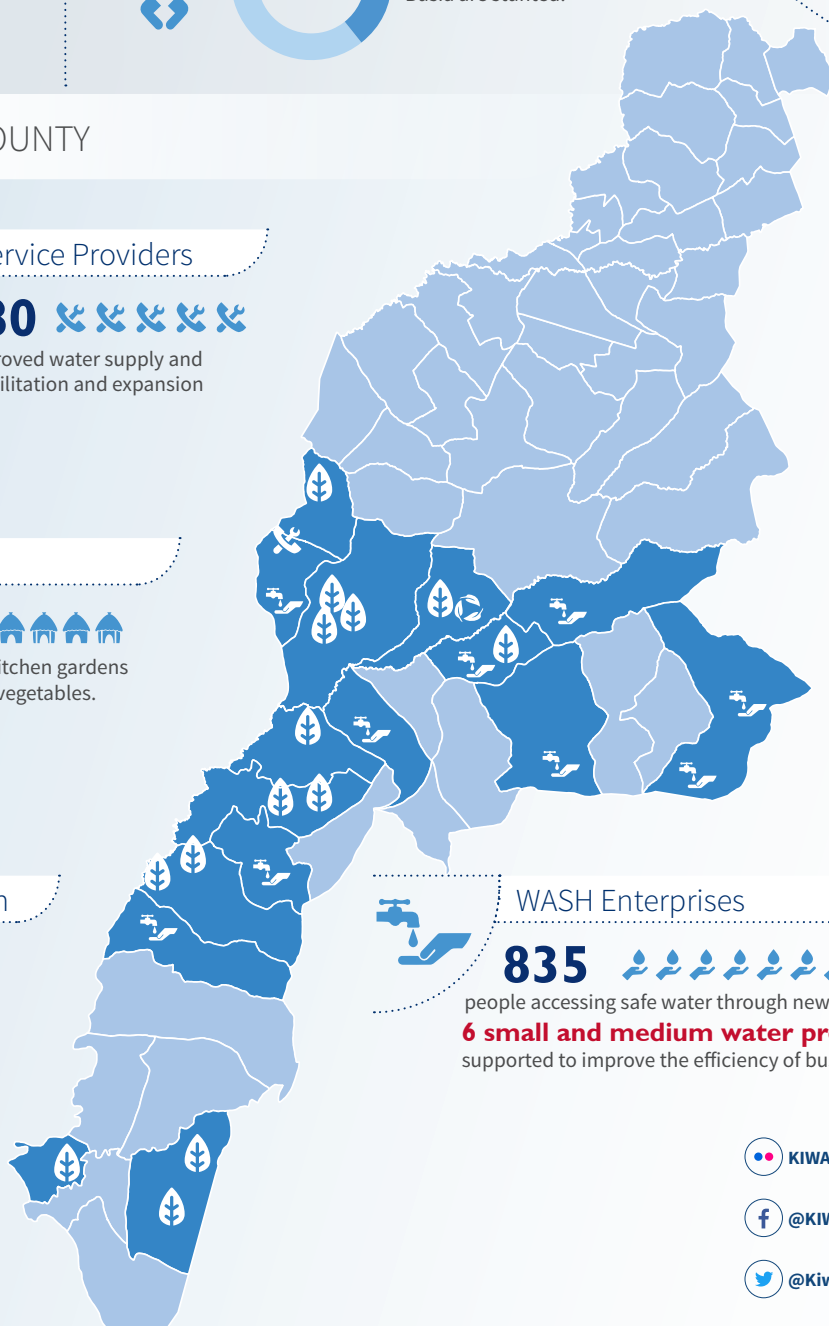 OUNTY
ervice Providers
30
roved water supply and
ilitation and expansion
itchen gardens
vegetables.
n
WASH Enterprises
835
people accessing safe water through new
6 small and medium water pr
supported to improve the efficiency of bu
KIWA
@KIW
@Kiw